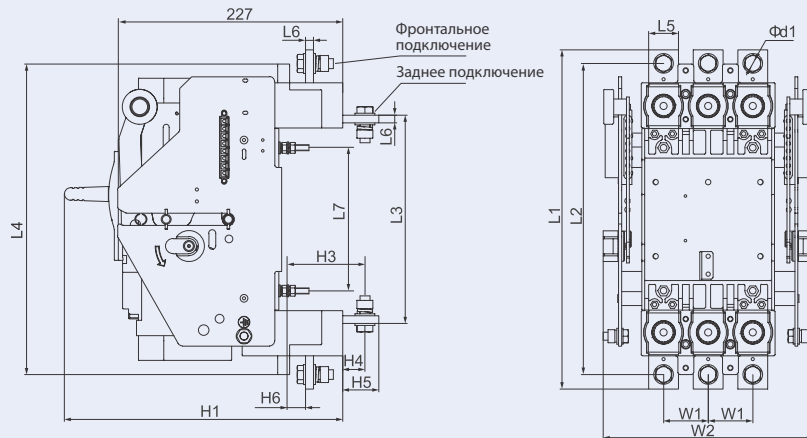 227
L6
Фронтальное
подключение
Заднее подключение
L6
L4
L7
L3
H3
H4
H5
H6
H1
L5
Фd1
L1
L2
W1
W1
W2